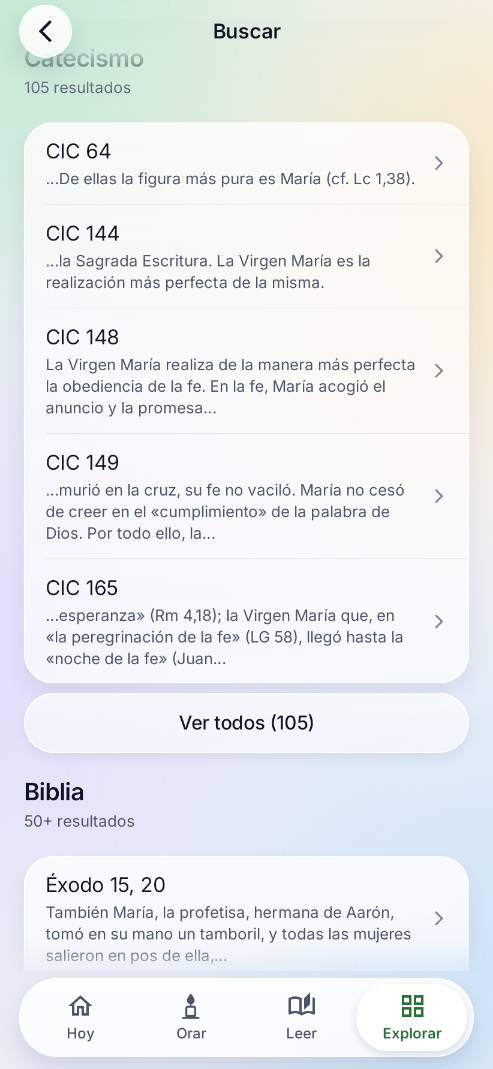 Buscar
Catecismo
105 resultados
CIC 64
...De ellas la figura más pura es María (cf. Lc 1,38).
CIC 144
...la Sagrada Escritura. La Virgen María es la
realización más perfecta de la misma.
CIC 148
La Virgen María realiza de la manera más perfecta
la obediencia de la fe. En la fe, María acogió el
anuncio y la promesa...
CIC 149
...murió en la cruz, su fe no vaciló. María no cesó
de creer en el «cumplimiento» de la palabra de
Dios. Por todo ello, la...
CIC 165
...esperanza» (Rm 4,18); la Virgen María que, en
«la peregrinación de la fe» (LG 58), llegó hasta la
«noche de la fe» (Juan...
Ver todos (105)
Biblia
50+ resultados
Éxodo 15, 20
También María, la profetisa, hermana de Aarón,
tomó en su mano un tamboril, y todas las mujeres
salieron en pos de ella,...
Hoy
Orar
Leer
Explorar